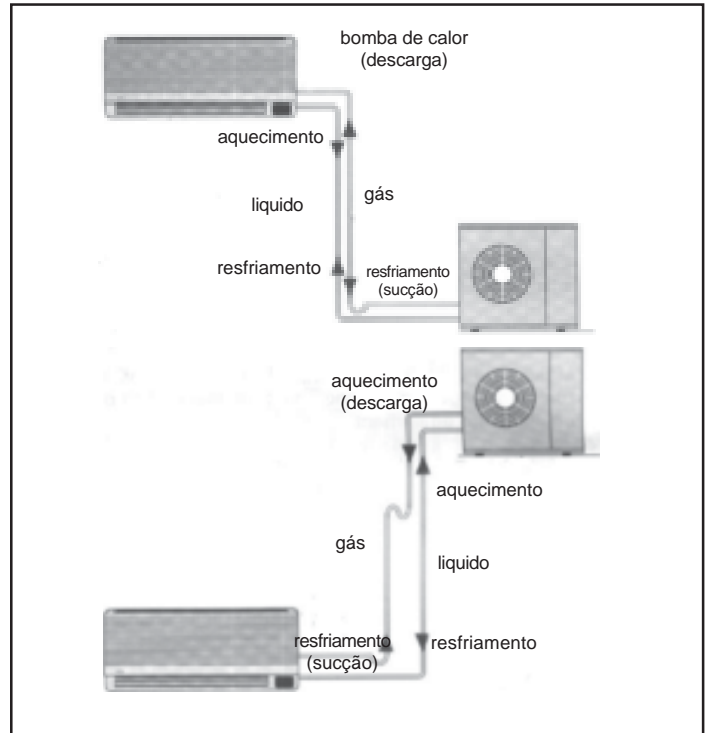 bomba de calor
(descarga)
aquecimento
gás
liquido
resfriamento
resfriamento
(sucção)
aquecimento
(descarga)
aquecimento
gás
liquido
resfriamento
(sucção)
resfriamento